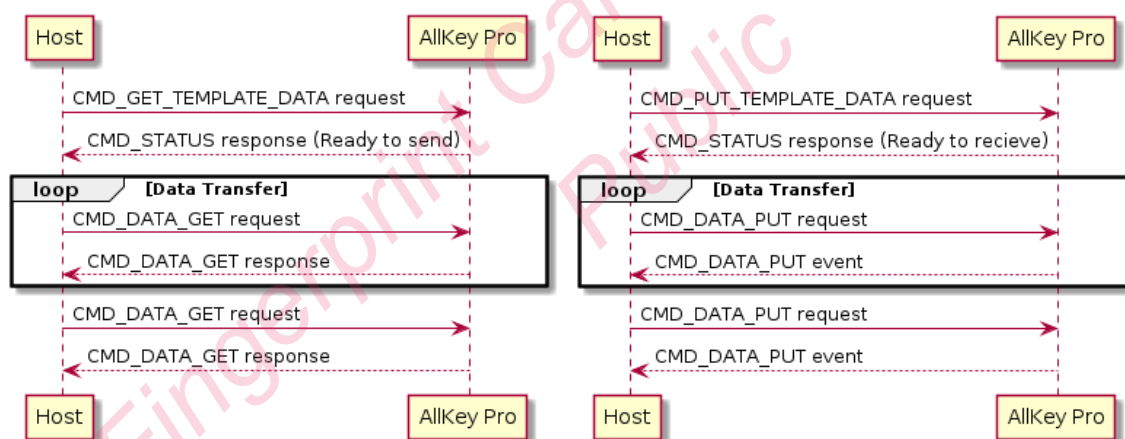 Host
AllKey Pro
CMD_GET_TEMPLATE_DATA request
CMD_STATUS response (Ready to send)
loop
[Data Transfer]
CMD_DATA_GET request
CMD_DATA_GET response
CMD_DATA_GET request
CMD_DATA_GET response
Host
AllKey Pro
Host
AllKey Pro
CMD_PUT_TEMPLATE_DATA request
CMD_STATUS response (Ready to recieve)
loop
[Data Transfer]
CMD_DATA_PUT request
CMD_DATA_PUT event
CMD_DATA_PUT request
CMD_DATA_PUT event
Host
AllKey Pro
Fingerprint
Public